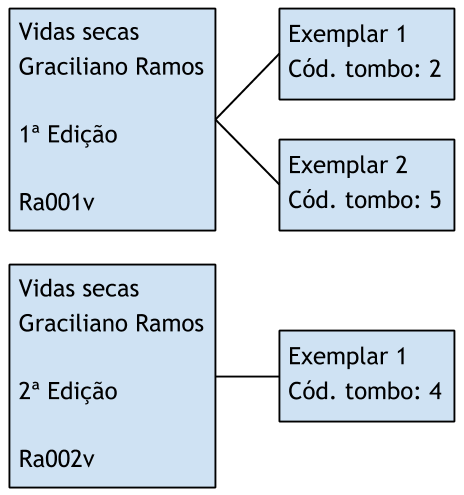 Vidas secas
Graciliano Ramos
1ª Edição
Ra001v
Exemplar 1
Cód. tombo: 2
Exemplar 2
Cód. tombo: 5
Vidas secas
Graciliano Ramos
2ª Edição
Ra002v
Exemplar 1
Cód. tombo: 4